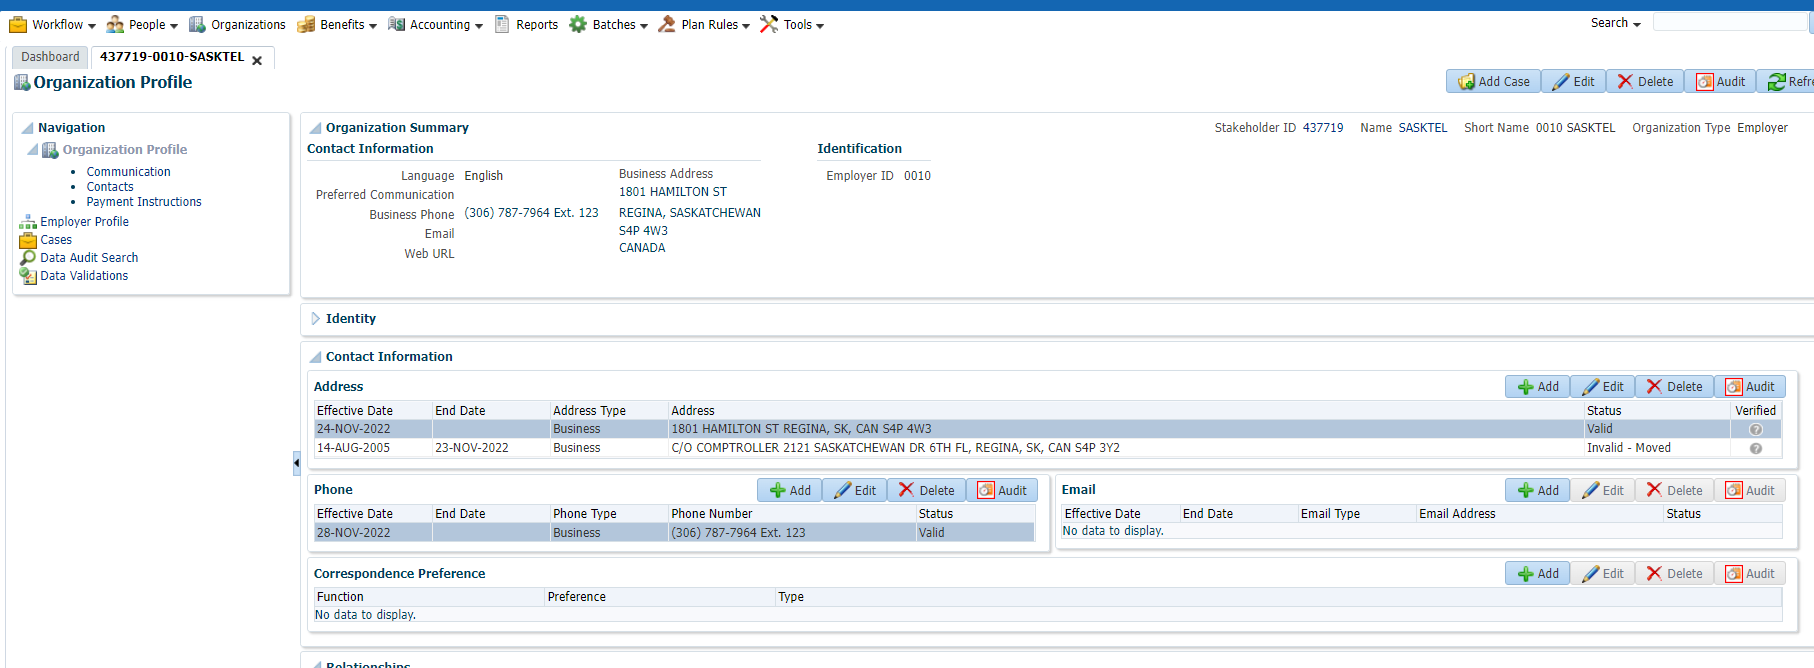 Workflow People Organizations Benefits Accounting Reports Batches Plan Rules Tools Search
Dashboard 437719-0010-SASKTEL
Organization Profile Add Case Edit Delete Audit Refre
Navigation
Organization Profile
Communication
Contacts
Payment Instructions
Employer Profile
Cases
Data Audit Search
Data Validations
Organization Summary Stakeholder ID 437719 Name SASKTEL Short Name 0010 SASKTEL Organization Type Employer
Contact Information Identification
Language English Business Address Employer ID 0010
Preferred Communication 1801 HAMILTON ST
Business Phone (306) 787-7964 Ext. 123 REGINA, SASKATCHEWAN
Email S4P 4W3
Web URL CANADA
Identity
Contact Information
Address Add Edit Delete Audit
Effective Date End Date Address Type Address Status Verified
24-NOV-2022 Business 1801 HAMILTON ST REGINA, SK, CAN S4P 4W3 Valid
14-AUG-2005 23-NOV-2022 Business C/O COMPTROLLER 2121 SASKATCHEWAN DR 6TH FL, REGINA, SK, CAN S4P 3Y2 Invalid - Moved
Phone Add Edit Delete Audit
Effective Date End Date Phone Type Phone Number Status
28-NOV-2022 Business (306) 787-7964 Ext. 123 Valid
Email Add Edit Delete Audit
Effective Date End Date Email Type Email Address Status
No data to display.
Correspondence Preference Add Edit Delete Audit
Function Preference Type
No data to display.
Relationships